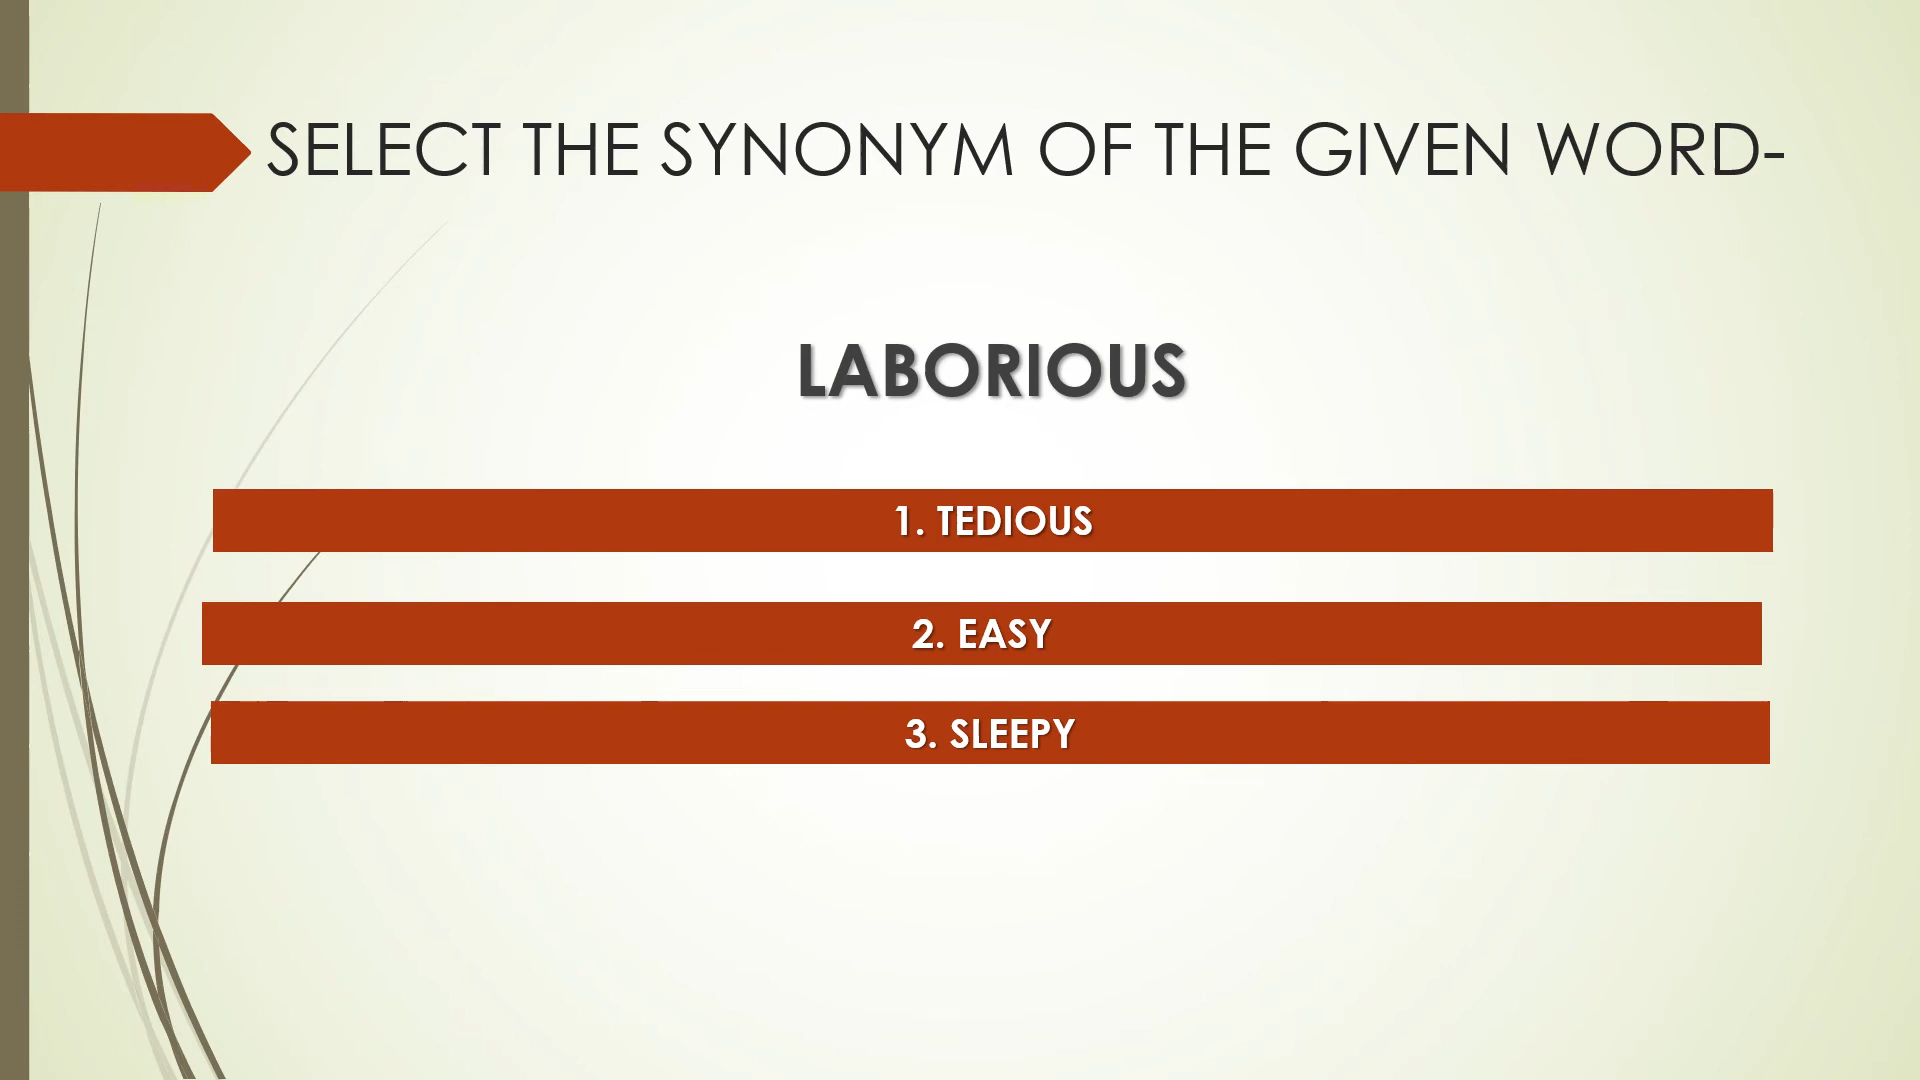 SELECT THE SYNONYM OF THE GIVEN WORD-
LABORIOUS
1. TEDIOUS
2. EASY
3. SLEEPY